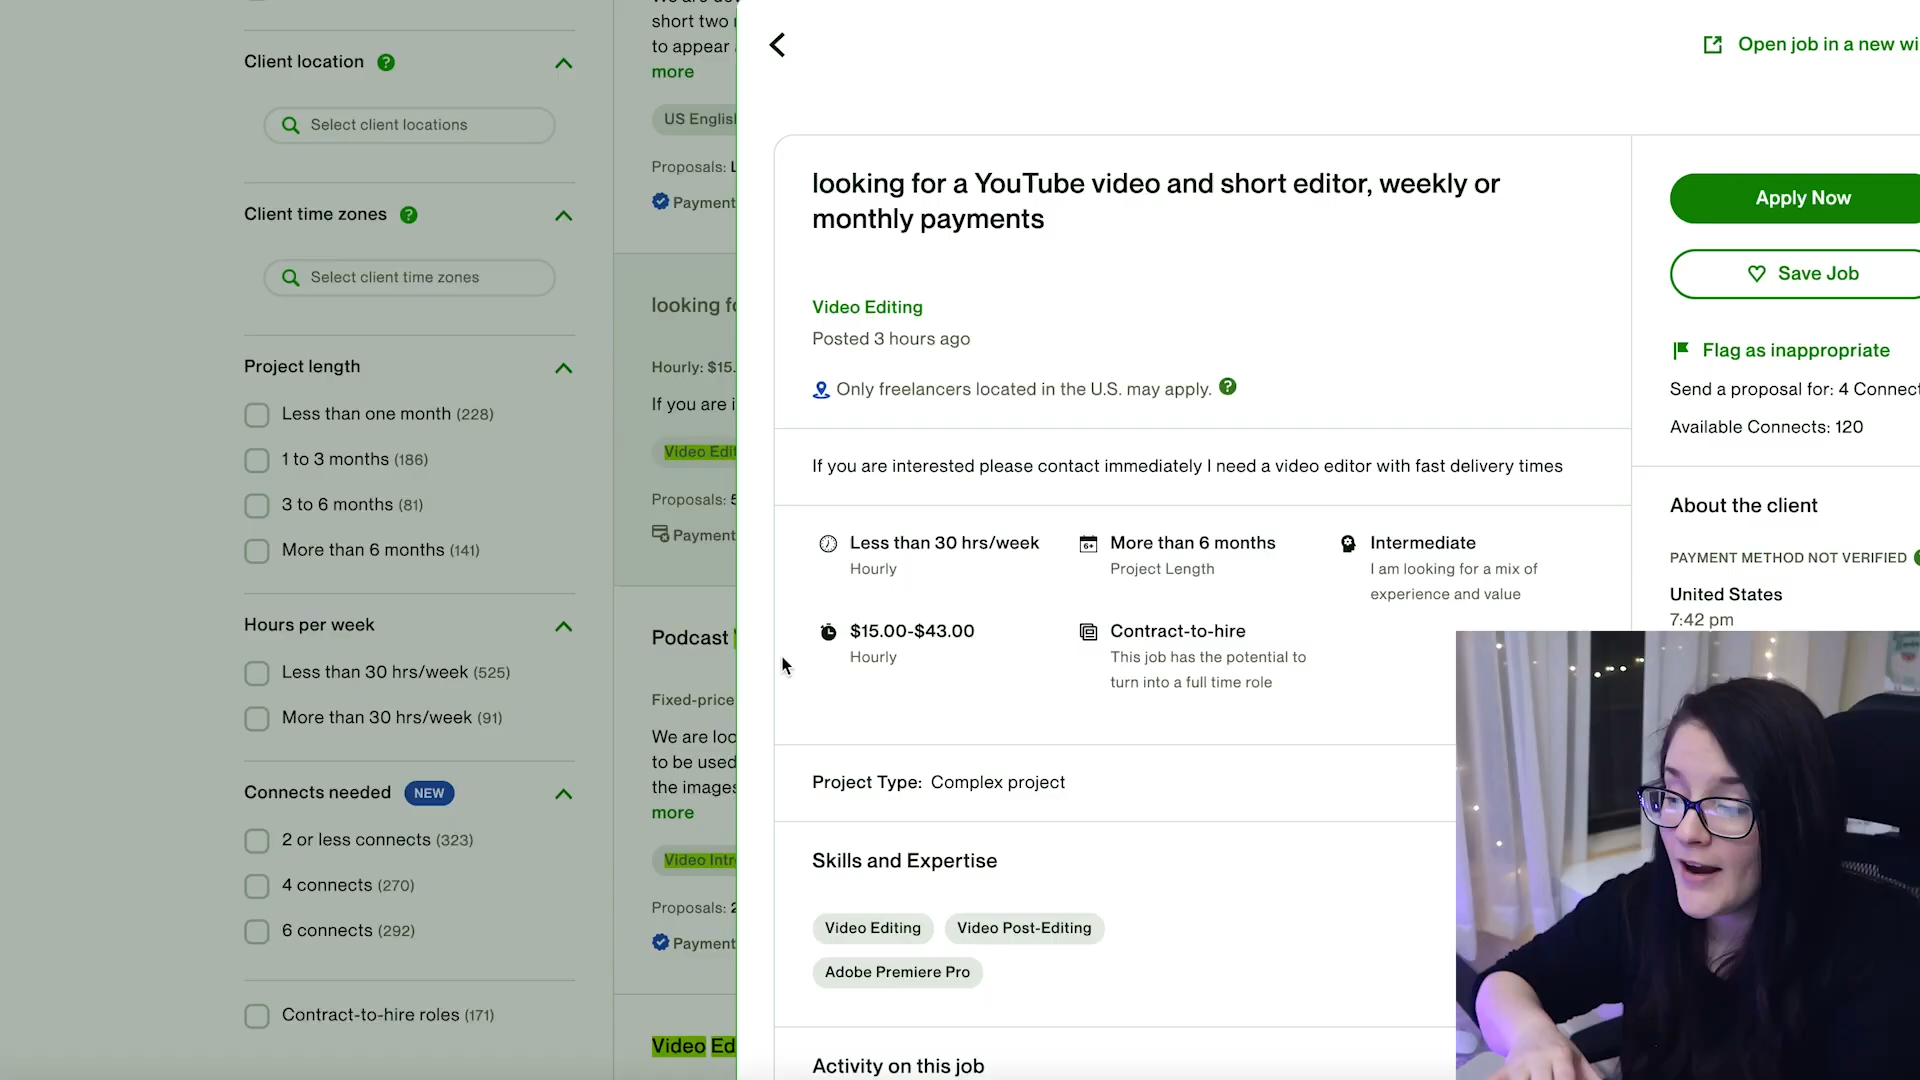 Client location
Select client locations
Client time zones
Select client time zones
Project length
Less than one month (228)
1 to 3 months (186)
3 to 6 months (81)
More than 6 months (141)
Hours per week
Less than 30 hrs/week (525)
More than 30 hrs/week (91)
Connects needed NEW
2 or less connects (323)
4 connects (270)
6 connects (292)
Contract-to-hire roles (171)
short two
to appear
more
US English
Proposals:
Payment
looking
Hourly: $15.
If you are
Video Edit
Proposals: 5
Payment
Podcast
Fixed-price
We are
to be used
the images
more
Video Intr
Proposals: 2
Payment
Video Ed
Open job in a new wi
looking for a YouTube video and short editor, weekly or
monthly payments
Video Editing
Posted 3 hours ago
Only freelancers located in the U.S. may apply.
If you are interested please contact immediately I need a video editor with fast delivery times
Less than 30 hrs/week
Hourly
More than 6 months
Project Length
Intermediate
I am looking for a mix of
experience and value
$15.00-$43.00
Hourly
Contract-to-hire
This job has the potential to
turn into a full time role
Project Type: Complex project
Skills and Expertise
Video Editing
Video Post-Editing
Adobe Premiere Pro
Activity on this job
Apply Now
Save Job
Flag as inappropriate
Send a proposal for: 4 Connect
Available Connects: 120
About the client
PAYMENT METHOD NOT VERIFIED
United States
7:42 pm